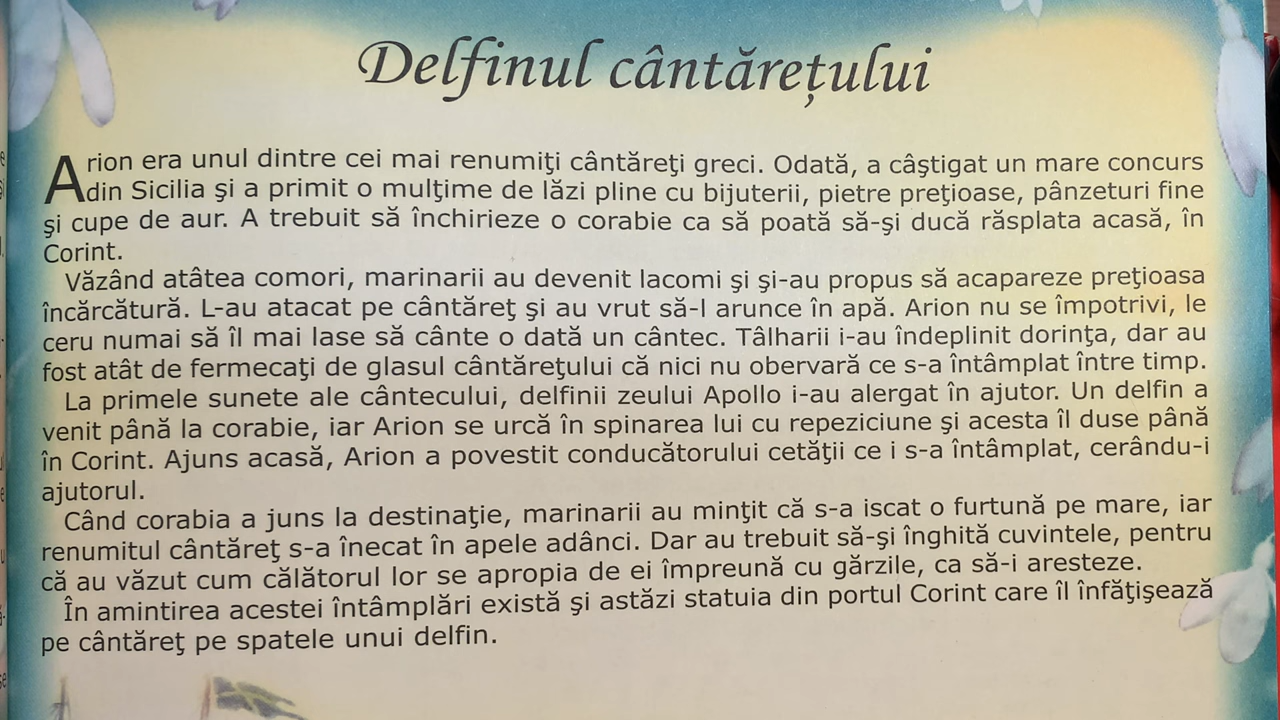 Delfinul cântărețului
Arion era unul dintre cei mai renumiţi cântăreţi greci. Odată, a câştigat un mare concurs
din Sicilia şi a primit o mulţime de lăzi pline cu bijuterii, pietre preţioase, pânzeturi fine
şi cupe de aur. A trebuit să închirieze o corabie ca să poată să-şi ducă răsplata acasă, în
Corint.
Văzând atâtea comori, marinarii au devenit lacomi şi şi-au propus să acapareze preţioasa
încărcătură. L-au atacat pe cântăreţ şi au vrut să-l arunce în apă. Arion nu se împotrivi, le
ceru numai să îl mai lase să cânte o dată un cântec. Tâlharii i-au îndeplinit dorinţa, dar au
fost atât de fermecaţi de glasul cântăreţului că nici nu obervară ce s-a întâmplat între timp.
La primele sunete ale cântecului, delfinii zeului Apollo i-au alergat în ajutor. Un delfin a
venit până la corabie, iar Arion se urcă în spinarea lui cu repeziciune şi acesta îl duse până
în Corint. Ajuns acasă, Arion a povestit conducătorului cetăţii ce i s-a întâmplat, cerându-i
ajutorul.
Când corabia a juns la destinaţie, marinarii au minţit că s-a iscat o furtună pe mare, iar
renumitul cântăreţ s-a înecat în apele adânci. Dar au trebuit să-şi înghită cuvintele, pentru
că au văzut cum călătorul lor se apropia de ei împreună cu gărzile, ca să-i aresteze.
În amintirea acestei întâmplări există şi astăzi statuia din portul Corint care îl înfăţişează
pe cântăreţ pe spatele unui delfin.